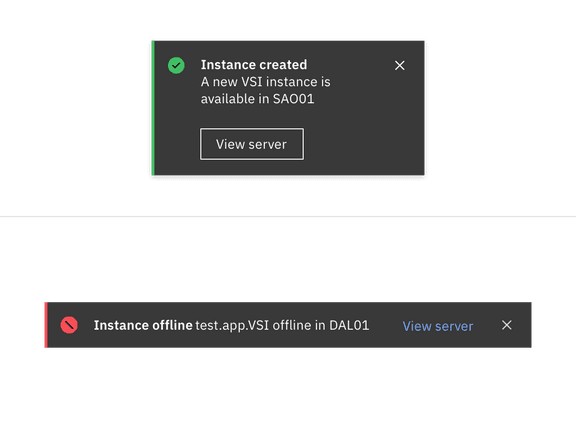 Instance created
A new VSI instance is
available in SAO01
View server
Instance offline test.app.VSI offline in DAL01 View server